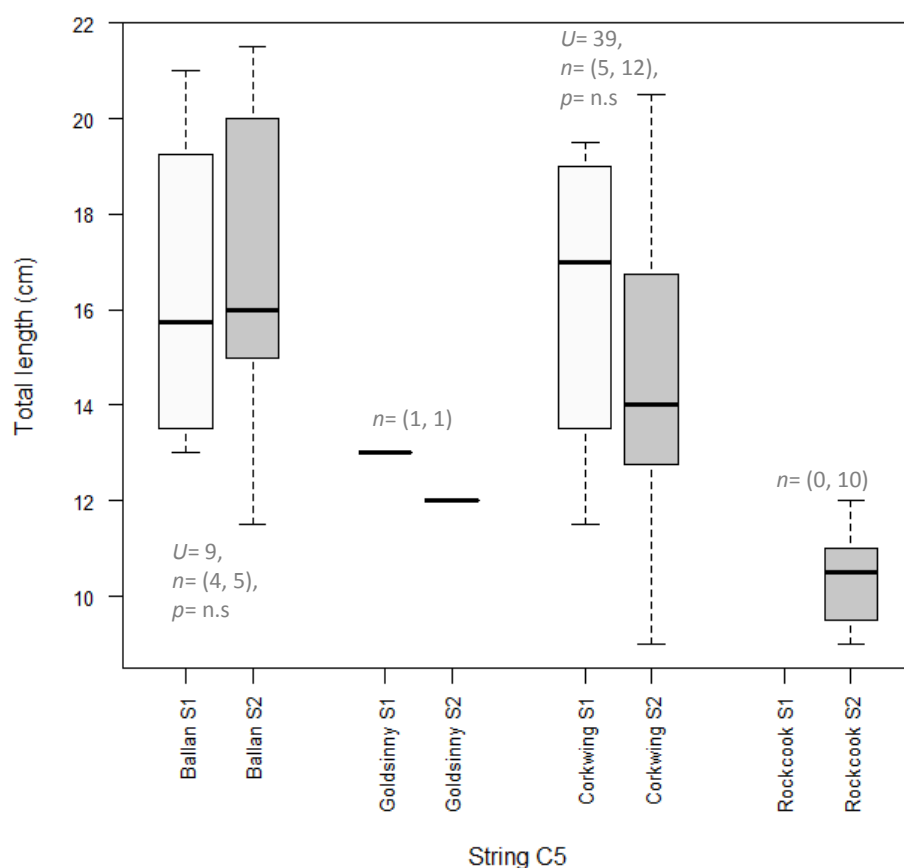 22
20
18
16
14
12
10
Total length (cm)
U= 39,
n= (5, 12),
p= n.s
n= (1, 1)
n= (0, 10)
U= 9,
n= (4, 5),
p= n.s
Ballan S1
Ballan S2
Goldsinny S1
Goldsinny S2
Corkwing S1
Corkwing S2
Rockcook S1
Rockcook S2
String C5